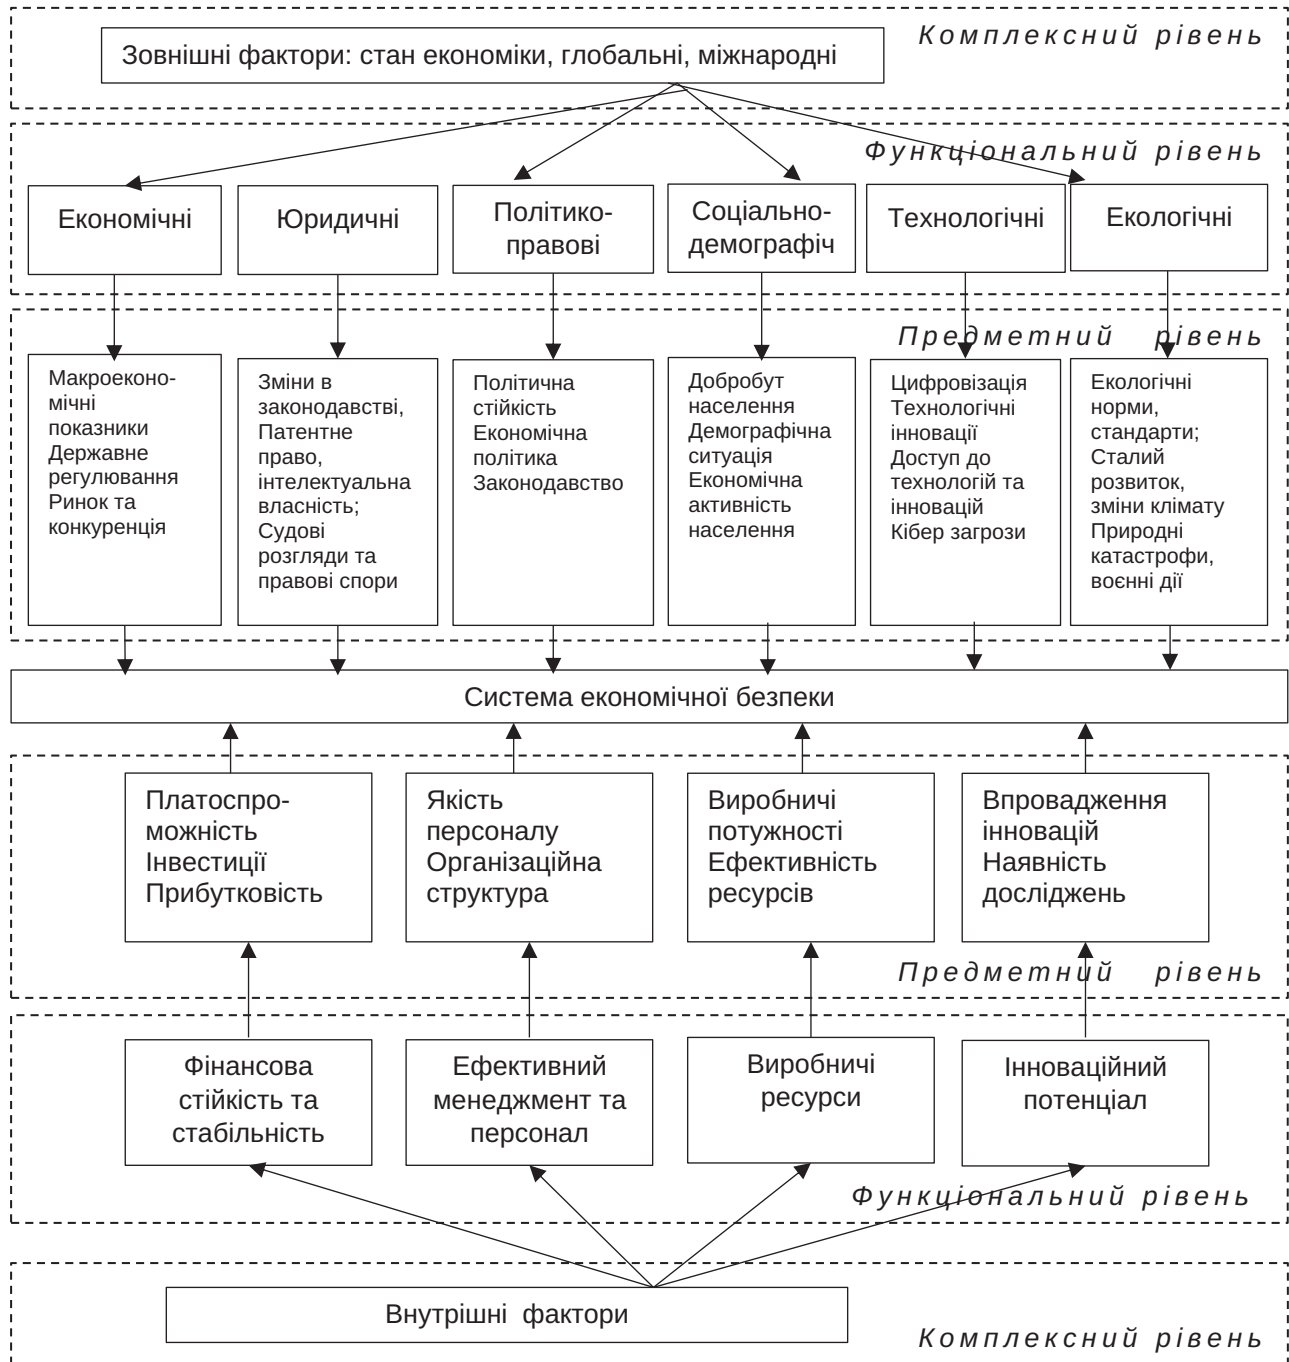 Комплексний рівень
Зовнішні фактори: стан економіки, глобальні, міжнародні
Функціональний рівень
Економічні
Юридичні
Політико-
правові
Соціально-
демографіч
Технологічні
Екологічні
Предметний рівень
Макроеконо-
мічні
показники
Державне
регулювання
Ринок та
конкуренція
Зміни в
законодавстві,
Патентне
право,
інтелектуальна
власність;
Судові
розгляди та
правові спори
Політична
стійкість
Економічна
політика
Законодавство
Добробут
населення
Демографічна
ситуація
Економічна
активність
населення
Цифровізація
Технологічні
інновації
Доступ до
технологій та
інновацій
Кібер загрози
Екологічні
норми,
стандарти;
Сталий
розвиток,
зміни клімату
Природні
катастрофи,
воєнні дії
Система економічної безпеки
Платоспро-
можність
Інвестиції
Прибутковість
Якість
персоналу
Організаційна
структура
Виробничі
потужності
Ефективність
ресурсів
Впровадження
інновацій
Наявність
досліджень
Предметний рівень
Фінансова
стійкість та
стабільність
Ефективний
менеджмент та
персонал
Виробничі
ресурси
Інноваційний
потенціал
Функціональний рівень
Внутрішні фактори
Комплексний рівень